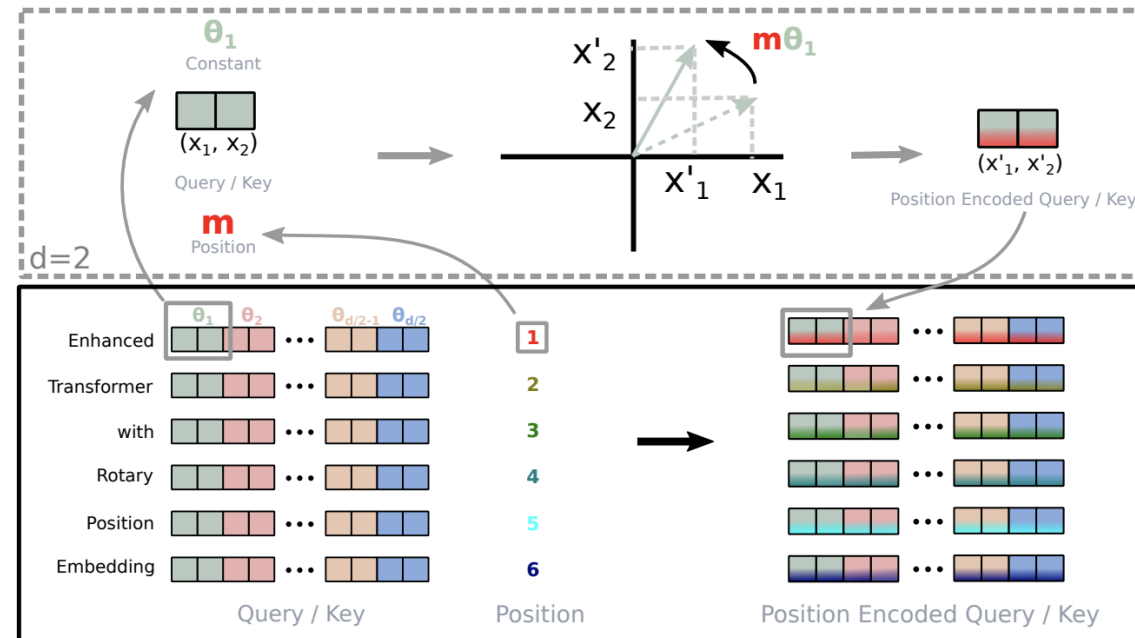 θ₁
Constant
(x₁, x₂)
Query / Key
m
Position
d=2
x'₂
x₂
x'₁
x₁
mθ₁
(x'₁, x'₂)
Position Encoded Query / Key
θ₁ θ₂ θd/2-1 θd/2
Enhanced ••• 1 •••
Transformer ••• 2 •••
with ••• 3 •••
Rotary ••• 4 •••
Position ••• 5 •••
Embedding ••• 6 •••
Query / Key Position Position Encoded Query / Key